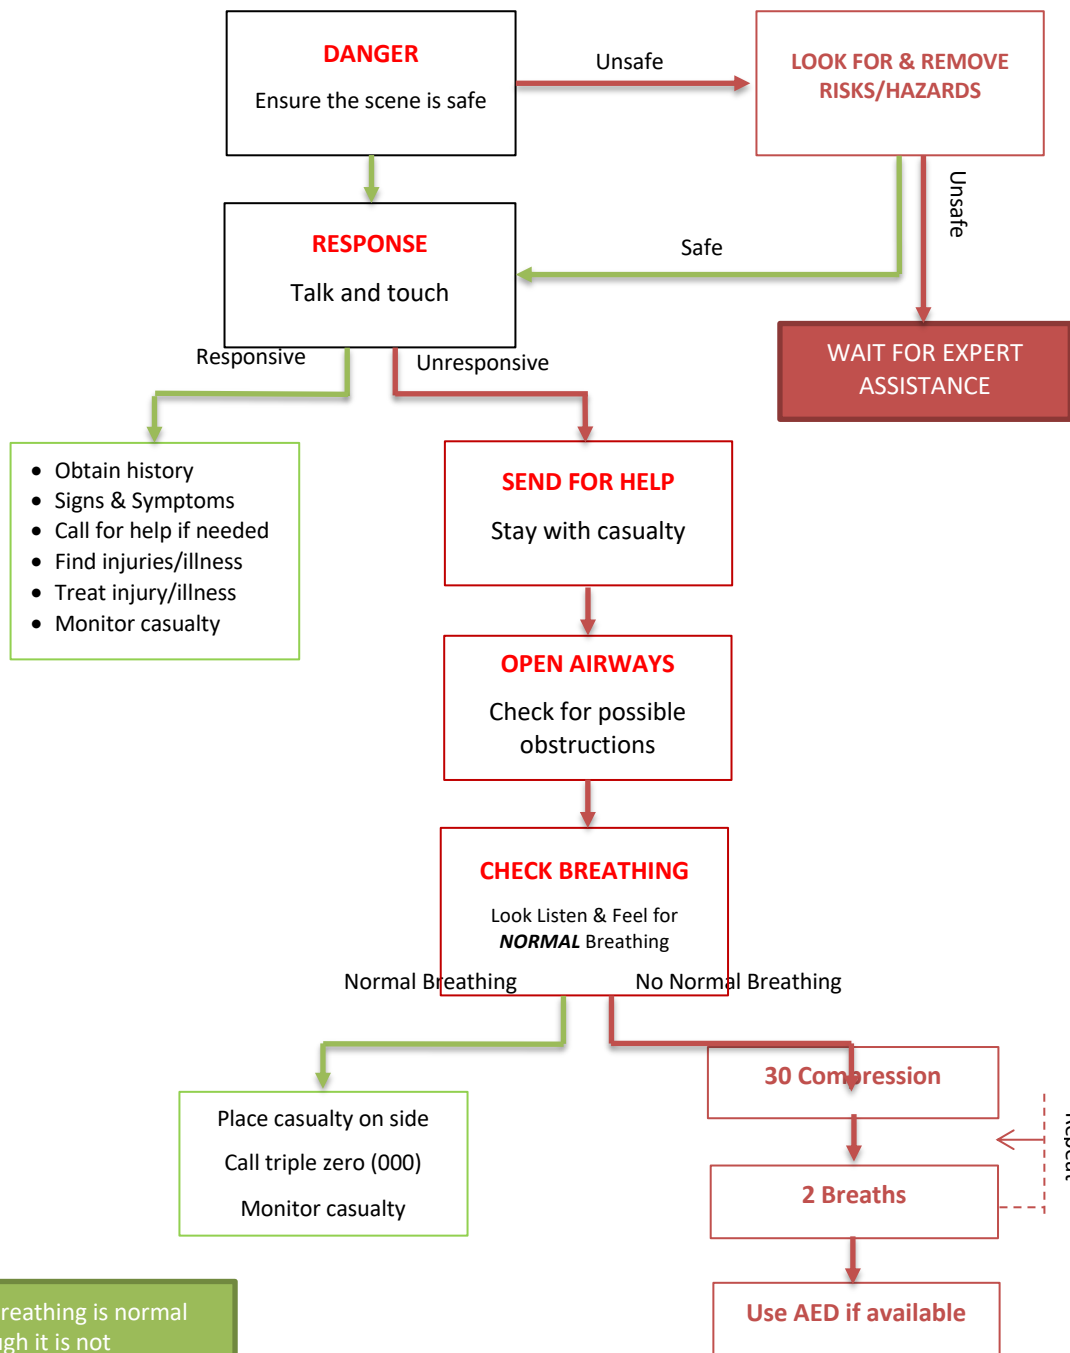 DANGER
Ensure the scene is safe
Unsafe
LOOK FOR & REMOVE
RISKS/HAZARDS
Unsafe
Safe
RESPONSE
Talk and touch
WAIT FOR EXPERT
ASSISTANCE
Responsive
Unresponsive
• Obtain history
• Signs & Symptoms
• Call for help if needed
• Find injuries/illness
• Treat injury/illness
• Monitor casualty
SEND FOR HELP
Stay with casualty
OPEN AIRWAYS
Check for possible
obstructions
CHECK BREATHING
Look Listen & Feel for
NORMAL Breathing
Normal Breathing
No Normal Breathing
Place casualty on side
Call triple zero (000)
Monitor casualty
30 Compression
Repeat
2 Breaths
Use AED if available
reathing is normal
ugh it is not